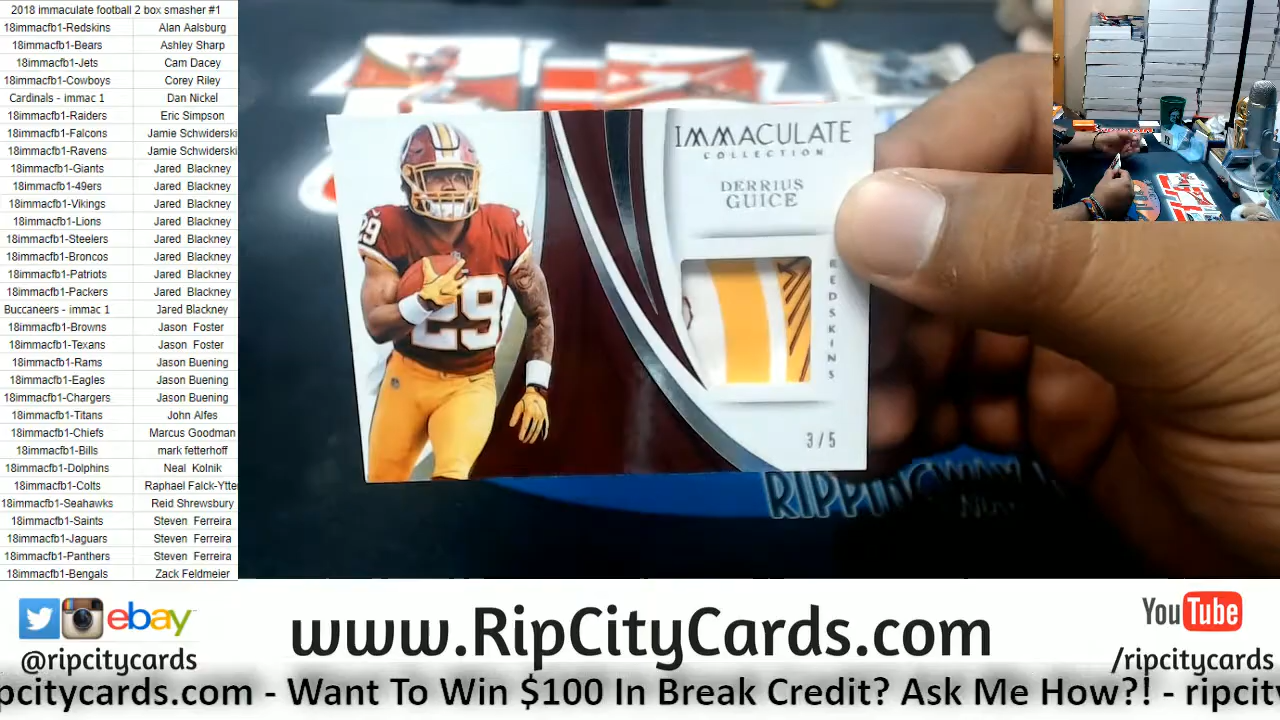 2018 immaculate football 2 box smasher #1
18immacfb1-Redskins Alan Aalsburg
18immacfb1-Bears Ashley Sharp
18immacfb1-Jets Cam Dacey
18immacfb1-Cowboys Corey Riley
Cardinals - immac 1 Dan Nickel
18immacfb1-Raiders Eric Simpson
18immacfb1-Falcons Jamie Schwiderski
18immacfb1-Ravens Jamie Schwiderski
18immacfb1-Giants Jared Blackney
18immacfb1-49ers Jared Blackney
18immacfb1-Vikings Jared Blackney
18immacfb1-Lions Jared Blackney
18immacfb1-Steelers Jared Blackney
18immacfb1-Broncos Jared Blackney
18immacfb1-Patriots Jared Blackney
18immacfb1-Packers Jared Blackney
Buccaneers - immac 1 Jared Blackney
18immacfb1-Browns Jason Foster
18immacfb1-Texans Jason Foster
18immacfb1-Rams Jason Buening
18immacfb1-Eagles Jason Buening
18immacfb1-Chargers Jason Buening
18immacfb1-Titans John Alfes
18immacfb1-Chiefs Marcus Goodman
18immacfb1-Bills mark fetterhoff
18immacfb1-Dolphins Neal Kolnik
18immacfb1-Colts Raphael Falck-Ytte
18immacfb1-Seahawks Reid Shrewsbury
18immacfb1-Saints Steven Ferreira
18immacfb1-Jaguars Steven Ferreira
18immacfb1-Panthers Steven Ferreira
18immacfb1-Bengals Zack Feldmeier
IMMACULATE
COLLECTION
DERRIUS
GUICE
REDSKINS
3/5
29
29
ebay
@ripcitycards
www.RipCityCards.com
YouTube
/ripcitycards
pcitycards.com - Want To Win $100 In Break Credit? Ask Me How?! - ripcity